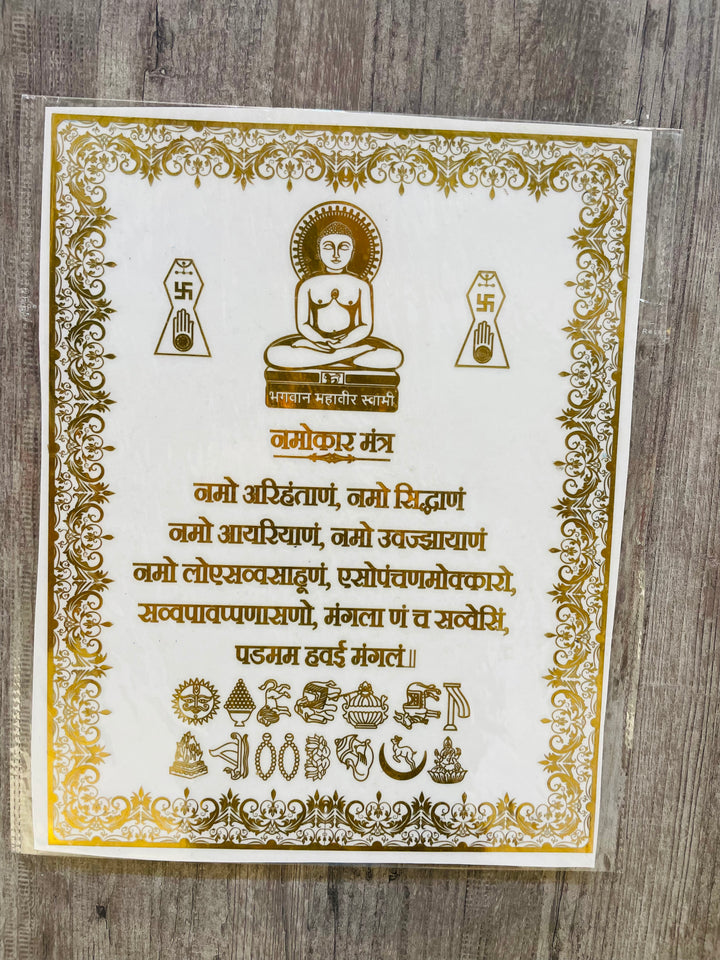 भगवान महावीर स्वामी
नमोकार मंत्र
नमो अरिहंताणं, नमो सिद्धाणं
नमो आयरियाणं, नमो उवज्झायाणं
नमो लोएसव्वसाहूणं, एसोपंचणमोक्कारो,
सव्वपावप्पणासणो, मंगला णं च सव्वेसिं,
पडमम हवई मंगलं॥